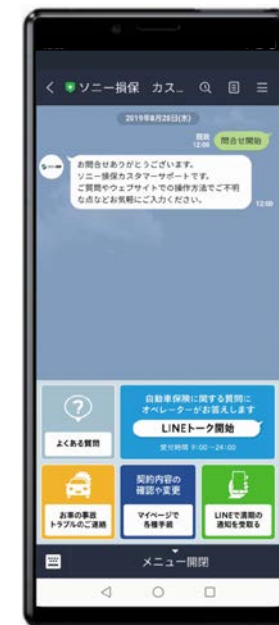 ソニー損保 カス...
2019年8月28日(水)
既読
12:00
問合せ開始
お問合せありがとうございます。
ソニー損保カスタマーサポートです。
ご質問やウェブサイトでの操作方法でご不明
な点などお気軽にご入力ください。
12:00
よくある質問
自動車保険に関する質問に
オペレーターがお答えします
LINEトーク開始
受付時間 9:00~24:00
お車の事故
トラブルのご連絡
契約内容の
確認や変更
マイページで
各種手続
LINEで満期の
通知を受取る
メニュー開閉